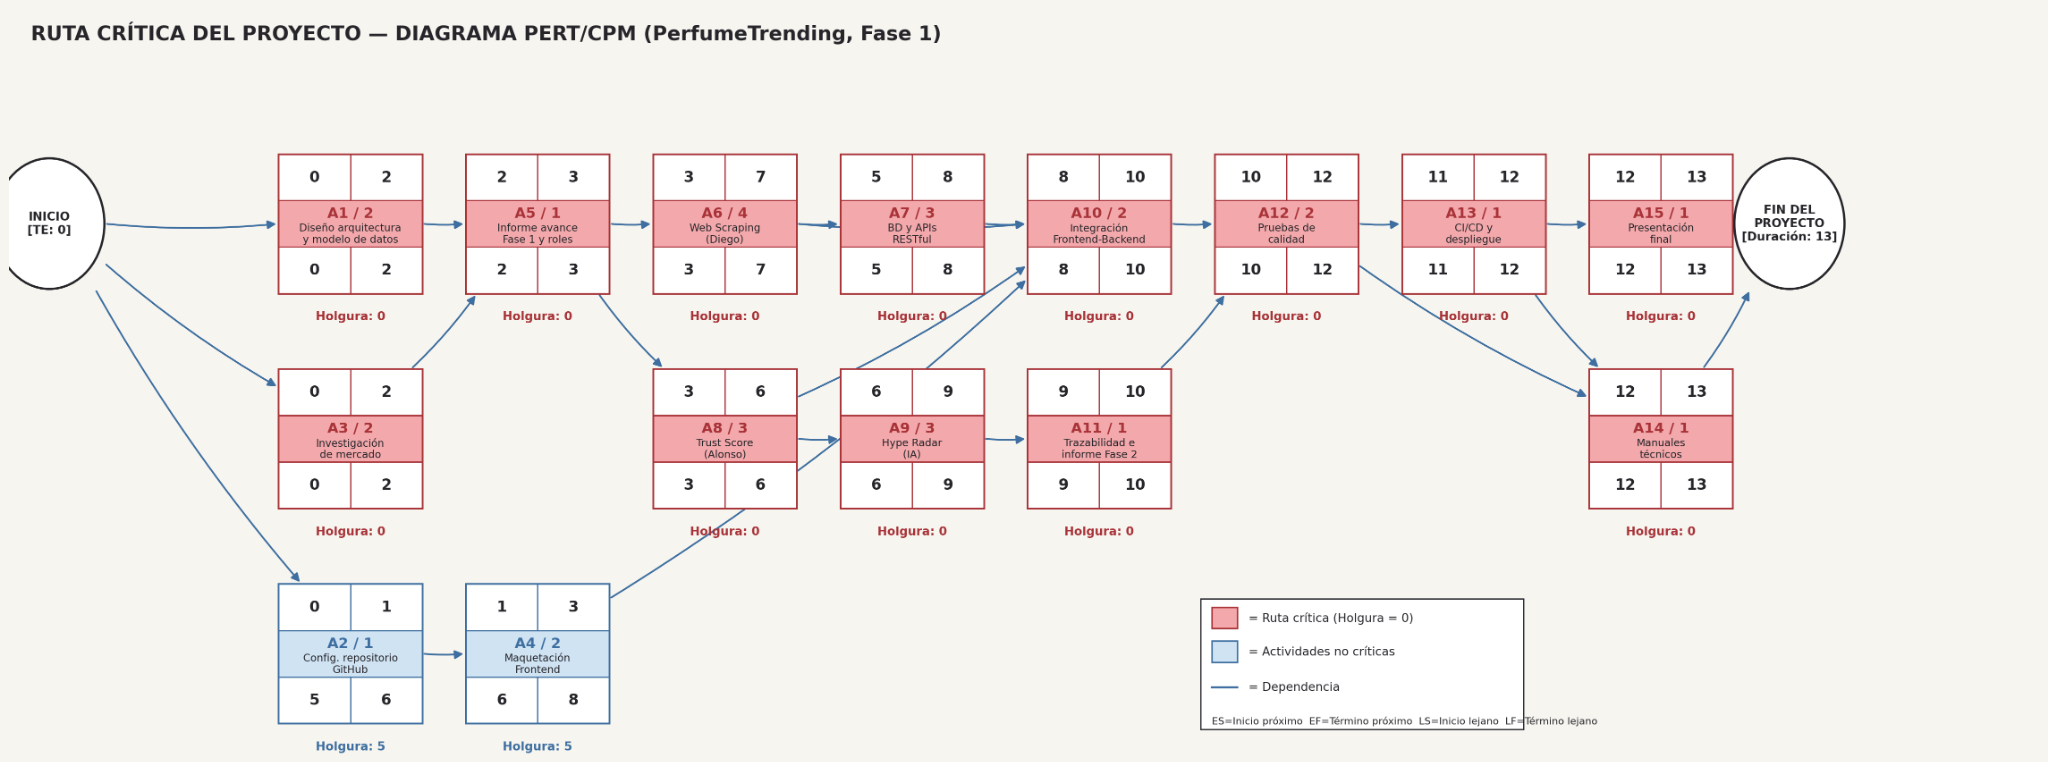 RUTA CRÍTICA DEL PROYECTO — DIAGRAMA PERT/CPM (PerfumeTrending, Fase 1)
INICIO
[TE: 0]
0 2
A1 / 2
Diseño arquitectura
y modelo de datos
0 2
Holgura: 0
2 3
A5 / 1
Informe avance
Fase 1 y roles
2 3
Holgura: 0
3 7
A6 / 4
Web Scraping
(Diego)
3 7
Holgura: 0
5 8
A7 / 3
BD y APIs
RESTful
5 8
Holgura: 0
8 10
A10 / 2
Integración
Frontend-Backend
8 10
Holgura: 0
10 12
A12 / 2
Pruebas de
calidad
10 12
Holgura: 0
11 12
A13 / 1
CI/CD y
despliegue
11 12
Holgura: 0
12 13
A15 / 1
Presentación
final
12 13
Holgura: 0
FIN DEL
PROYECTO
[Duración: 13]
0 2
A3 / 2
Investigación
de mercado
0 2
Holgura: 0
3 6
A8 / 3
Trust Score
(Alonso)
3 6
Holgura: 0
6 9
A9 / 3
Hype Radar
(IA)
6 9
Holgura: 0
9 10
A11 / 1
Trazabilidad e
informe Fase 2
9 10
Holgura: 0
12 13
A14 / 1
Manuales
técnicos
12 13
Holgura: 0
0 1
A2 / 1
Config. repositorio
GitHub
5 6
Holgura: 5
1 3
A4 / 2
Maquetación
Frontend
6 8
Holgura: 5
= Ruta crítica (Holgura = 0)
= Actividades no críticas
= Dependencia
ES=Inicio próximo EF=Término próximo LS=Inicio lejano LF=Término lejano